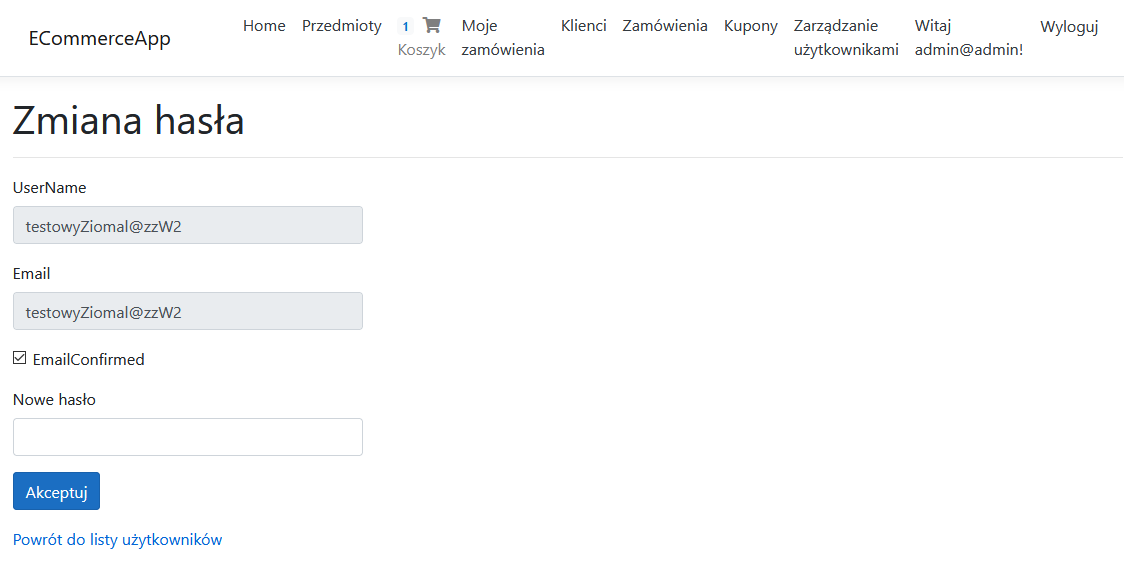 ECommerceApp
Home
Przedmioty
1
Koszyk
Moje
zamówienia
Klienci
Zamówienia
Kupony
Zarządzanie
użytkownikami
Witaj
admin@admin!
Wyloguj
Zmiana hasła
UserName
testowyZiomal@zzW2
Email
testowyZiomal@zzW2
EmailConfirmed
Nowe hasło
Akceptuj
Powrót do listy użytkowników